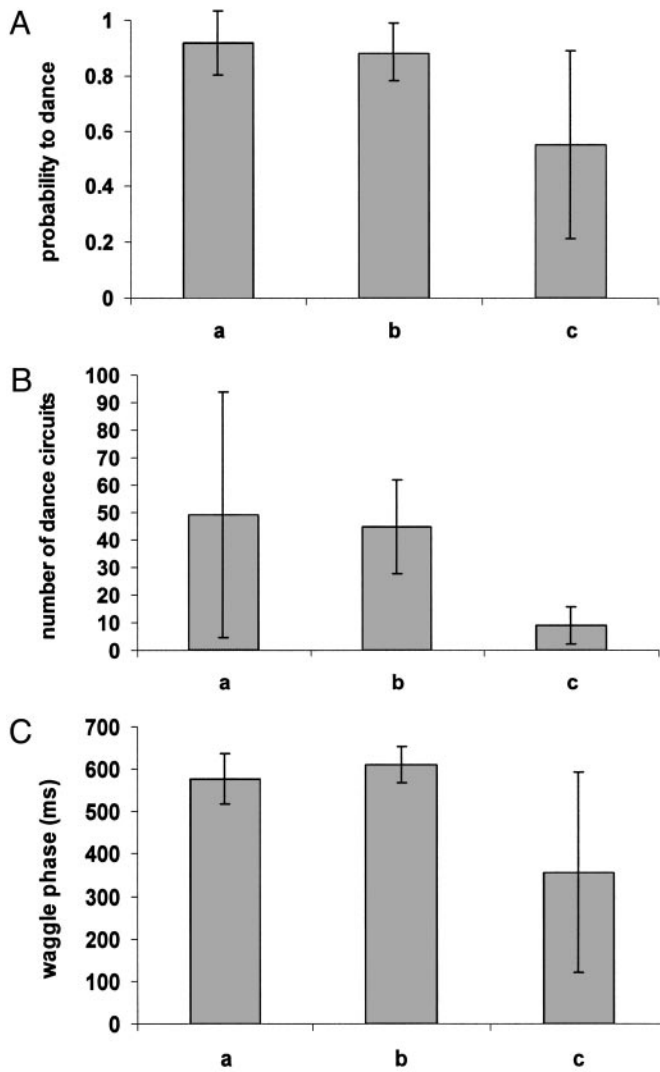 A
probability to dance
1
0.8
0.6
0.4
0.2
0
a b c
B
number of dance circuits
100
90
80
70
60
50
40
30
20
10
0
a b c
C
waggle phase (ms)
700
600
500
400
300
200
100
0
a b c